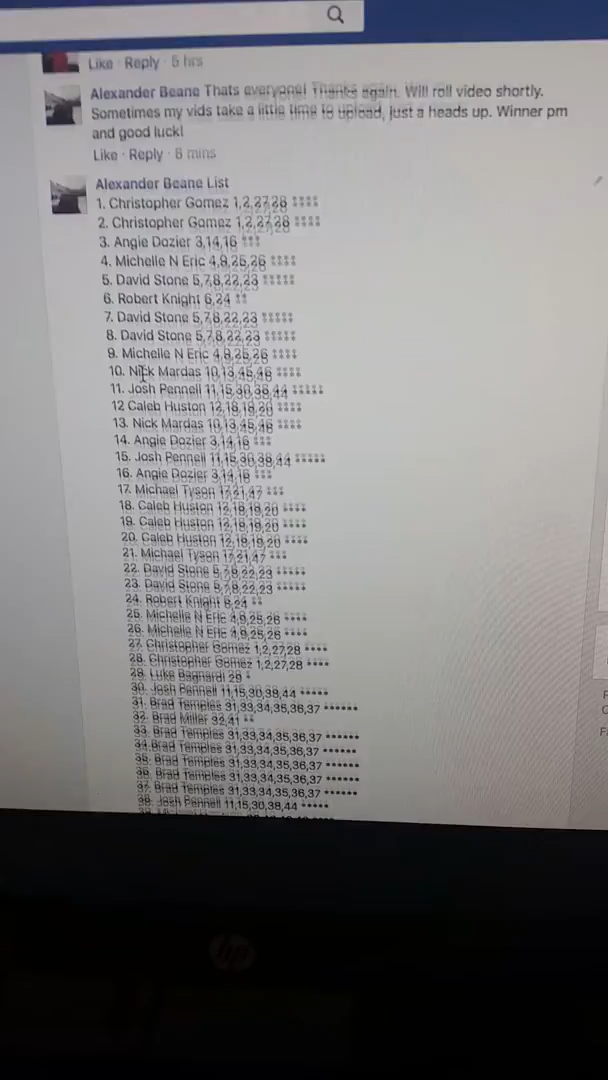 Like · Reply · 5 hrs
Alexander Beane Thats everyone! Thanks again. Will roll video shortly.
Sometimes my vids take a little time to upload, just a heads up. Winner pm
and good luck!
Like · Reply · 6 mins
Alexander Beane List
1. Christopher Gomez 1,2,27,28 ****
2. Christopher Gomez 1,2,27,28 ****
3. Angie Dozier 3,14,16 ***
4. Michelle N Eric 4,9,25,26 ****
5. David Stone 5,7,8,22,23 *****
6. Robert Knight 6,24 **
7. David Stone 5,7,8,22,23 *****
8. David Stone 5,7,8,22,23 *****
9. Michelle N Eric 4,9,25,26 ****
10. Nick Mardas 10,13,45,46 ****
11. Josh Pennell 11,15,30,38,44 *****
12 Caleb Huston 12,18,19,20 ****
13. Nick Mardas 10,13,45,46 ****
14. Angie Dozier 3,14,16 ***
15. Josh Pennell 11,15,30,38,44 *****
16. Angie Dozier 3,14,16 ***
17. Michael Tyson 17,21,47 ***
18. Caleb Huston 12,18,19,20 ****
19. Caleb Huston 12,18,19,20 ****
20. Caleb Huston 12,18,19,20 ****
21. Michael Tyson 17,21,47 ***
22. David Stone 5,7,8,22,23 *****
23. David Stone 5,7,8,22,23 *****
24. Robert Knight 6,24 **
25. Michelle N Eric 4,9,25,26 ****
26. Michelle N Eric 4,9,25,26 ****
27. Christopher Gomez 1,2,27,28 ****
28. Christopher Gomez 1,2,27,28 ****
29. Luke Bagnardi 29 *
30. Josh Pennell 11,15,30,38,44 *****
31. Brad Temples 31,33,34,35,36,37 ******
32. Brad Miller 32,41 **
33. Brad Temples 31,33,34,35,36,37 ******
34.Brad Temples 31,33,34,35,36,37 ******
35. Brad Temples 31,33,34,35,36,37 ******
36. Brad Temples 31,33,34,35,36,37 ******
37. Brad Temples 31,33,34,35,36,37 ******
38. Josh Pennell 11,15,30,38,44 *****
hp